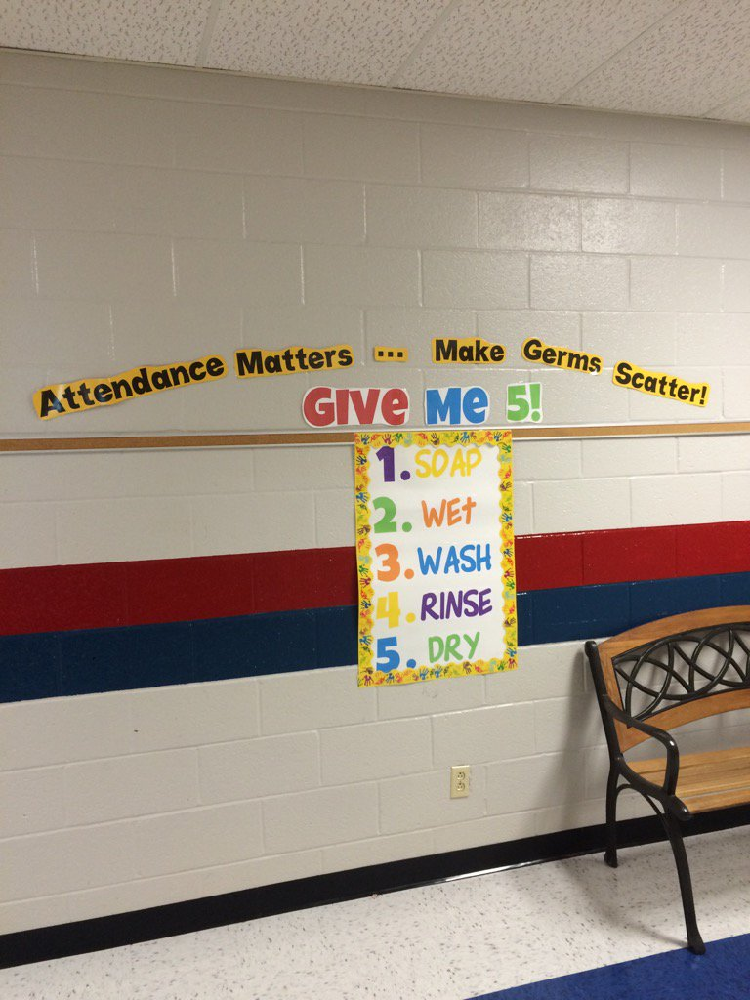 Attendance Matters ... Make Germs Scatter!
GIVE ME 5!
1. SOAP
2. WEt
3. WASH
4. RINSE
5. DRY